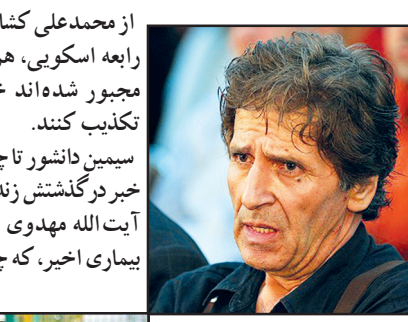 از محمدعلی کشا
رابعه اسکویی، هر
مجبور شده‌اند خ
تکذیب کنند.
سیمین دانشور تا چ
خبر درگذشتش زند
آیت الله مهدوی
بیماری اخیر، که چ